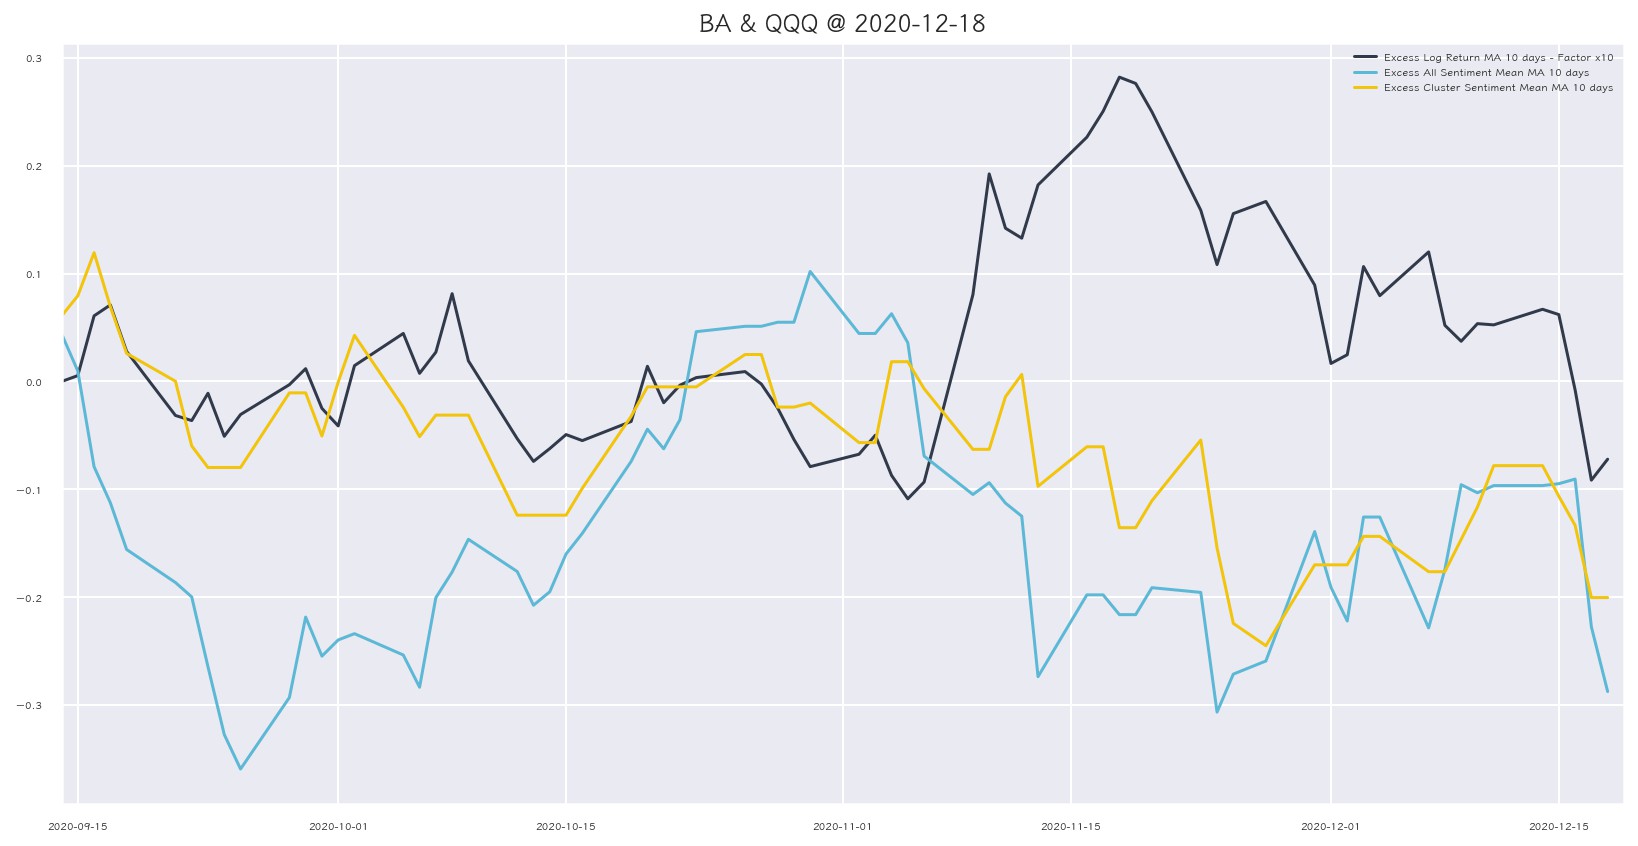 BA & QQQ @ 2020-12-18
Excess Log Return MA 10 days - Factor x10
Excess All Sentiment Mean MA 10 days
Excess Cluster Sentiment Mean MA 10 days
0.3
0.2
0.1
0.0
−0.1
−0.2
−0.3
2020-09-15 2020-10-01 2020-10-15 2020-11-01 2020-11-15 2020-12-01 2020-12-15